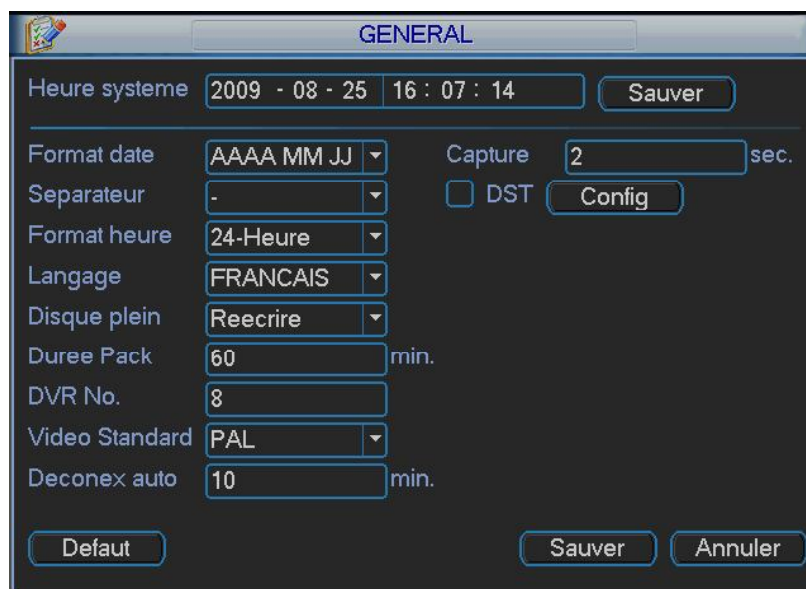 GENERAL
Heure systeme 2009 - 08 - 25 16 : 07 : 14 Sauver
Format date AAAA MM JJ Capture 2 sec.
Separateur - DST Config
Format heure 24-Heure
Langage FRANCAIS
Disque plein Reecrire
Duree Pack 60 min.
DVR No. 8
Video Standard PAL
Deconex auto 10 min.
Defaut Sauver Annuler